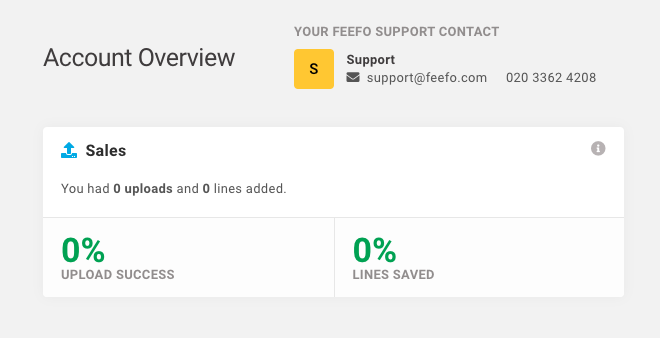 Account Overview
YOUR FEEFO SUPPORT CONTACT
S
Support
support@feefo.com 020 3362 4208
Sales
You had 0 uploads and 0 lines added.
0%
UPLOAD SUCCESS
0%
LINES SAVED